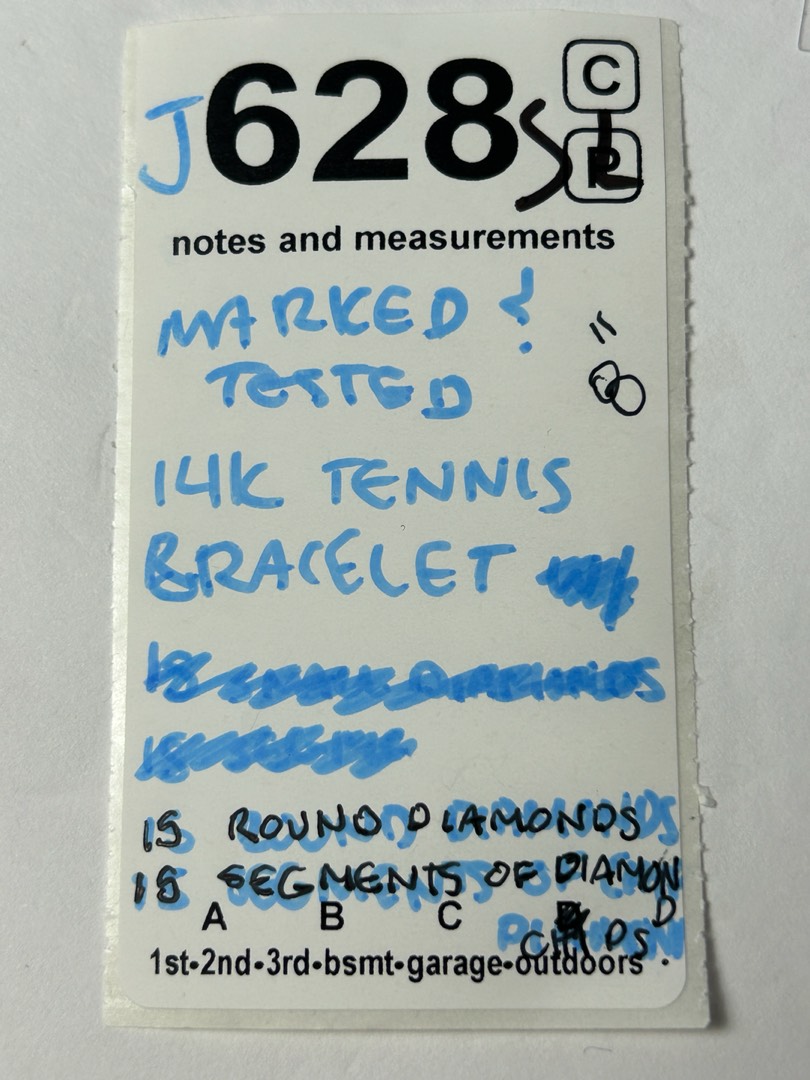 C
J628SL
R
notes and measurements
MARKED &
TESTED
14K TENNIS
BRACELET
15 ROUND DIAMONDS
15 SEGMENTS OF DIAMON
D
A B C
CHIPS
1st•2nd•3rd•bsmt•garage•outdoors